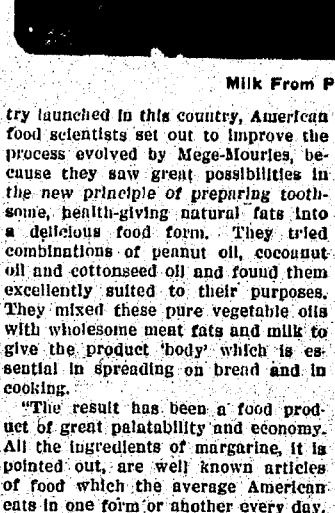 Milk From P
try launched in this country, American
food scientists set out to improve the
process evolved by Mege-Mouries, be-
cause they saw great possibilities in
the new principle of preparing tooth-
some, health-giving natural fats into
a delicious food form. They tried
combinations of peanut oil, cocoanut
oil and cottonseed oil and found them
excellently suited to their purposes.
They mixed these pure vegetable oils
with wholesome meat fats and milk to
give the product 'body' which is es-
sential in spreading on bread and in
cooking.
"The result has been a food prod-
uct of great palatability and economy.
All the ingredients of margarine, it is
pointed out, are well known articles
of food which the average American
eats in one form or another every day.